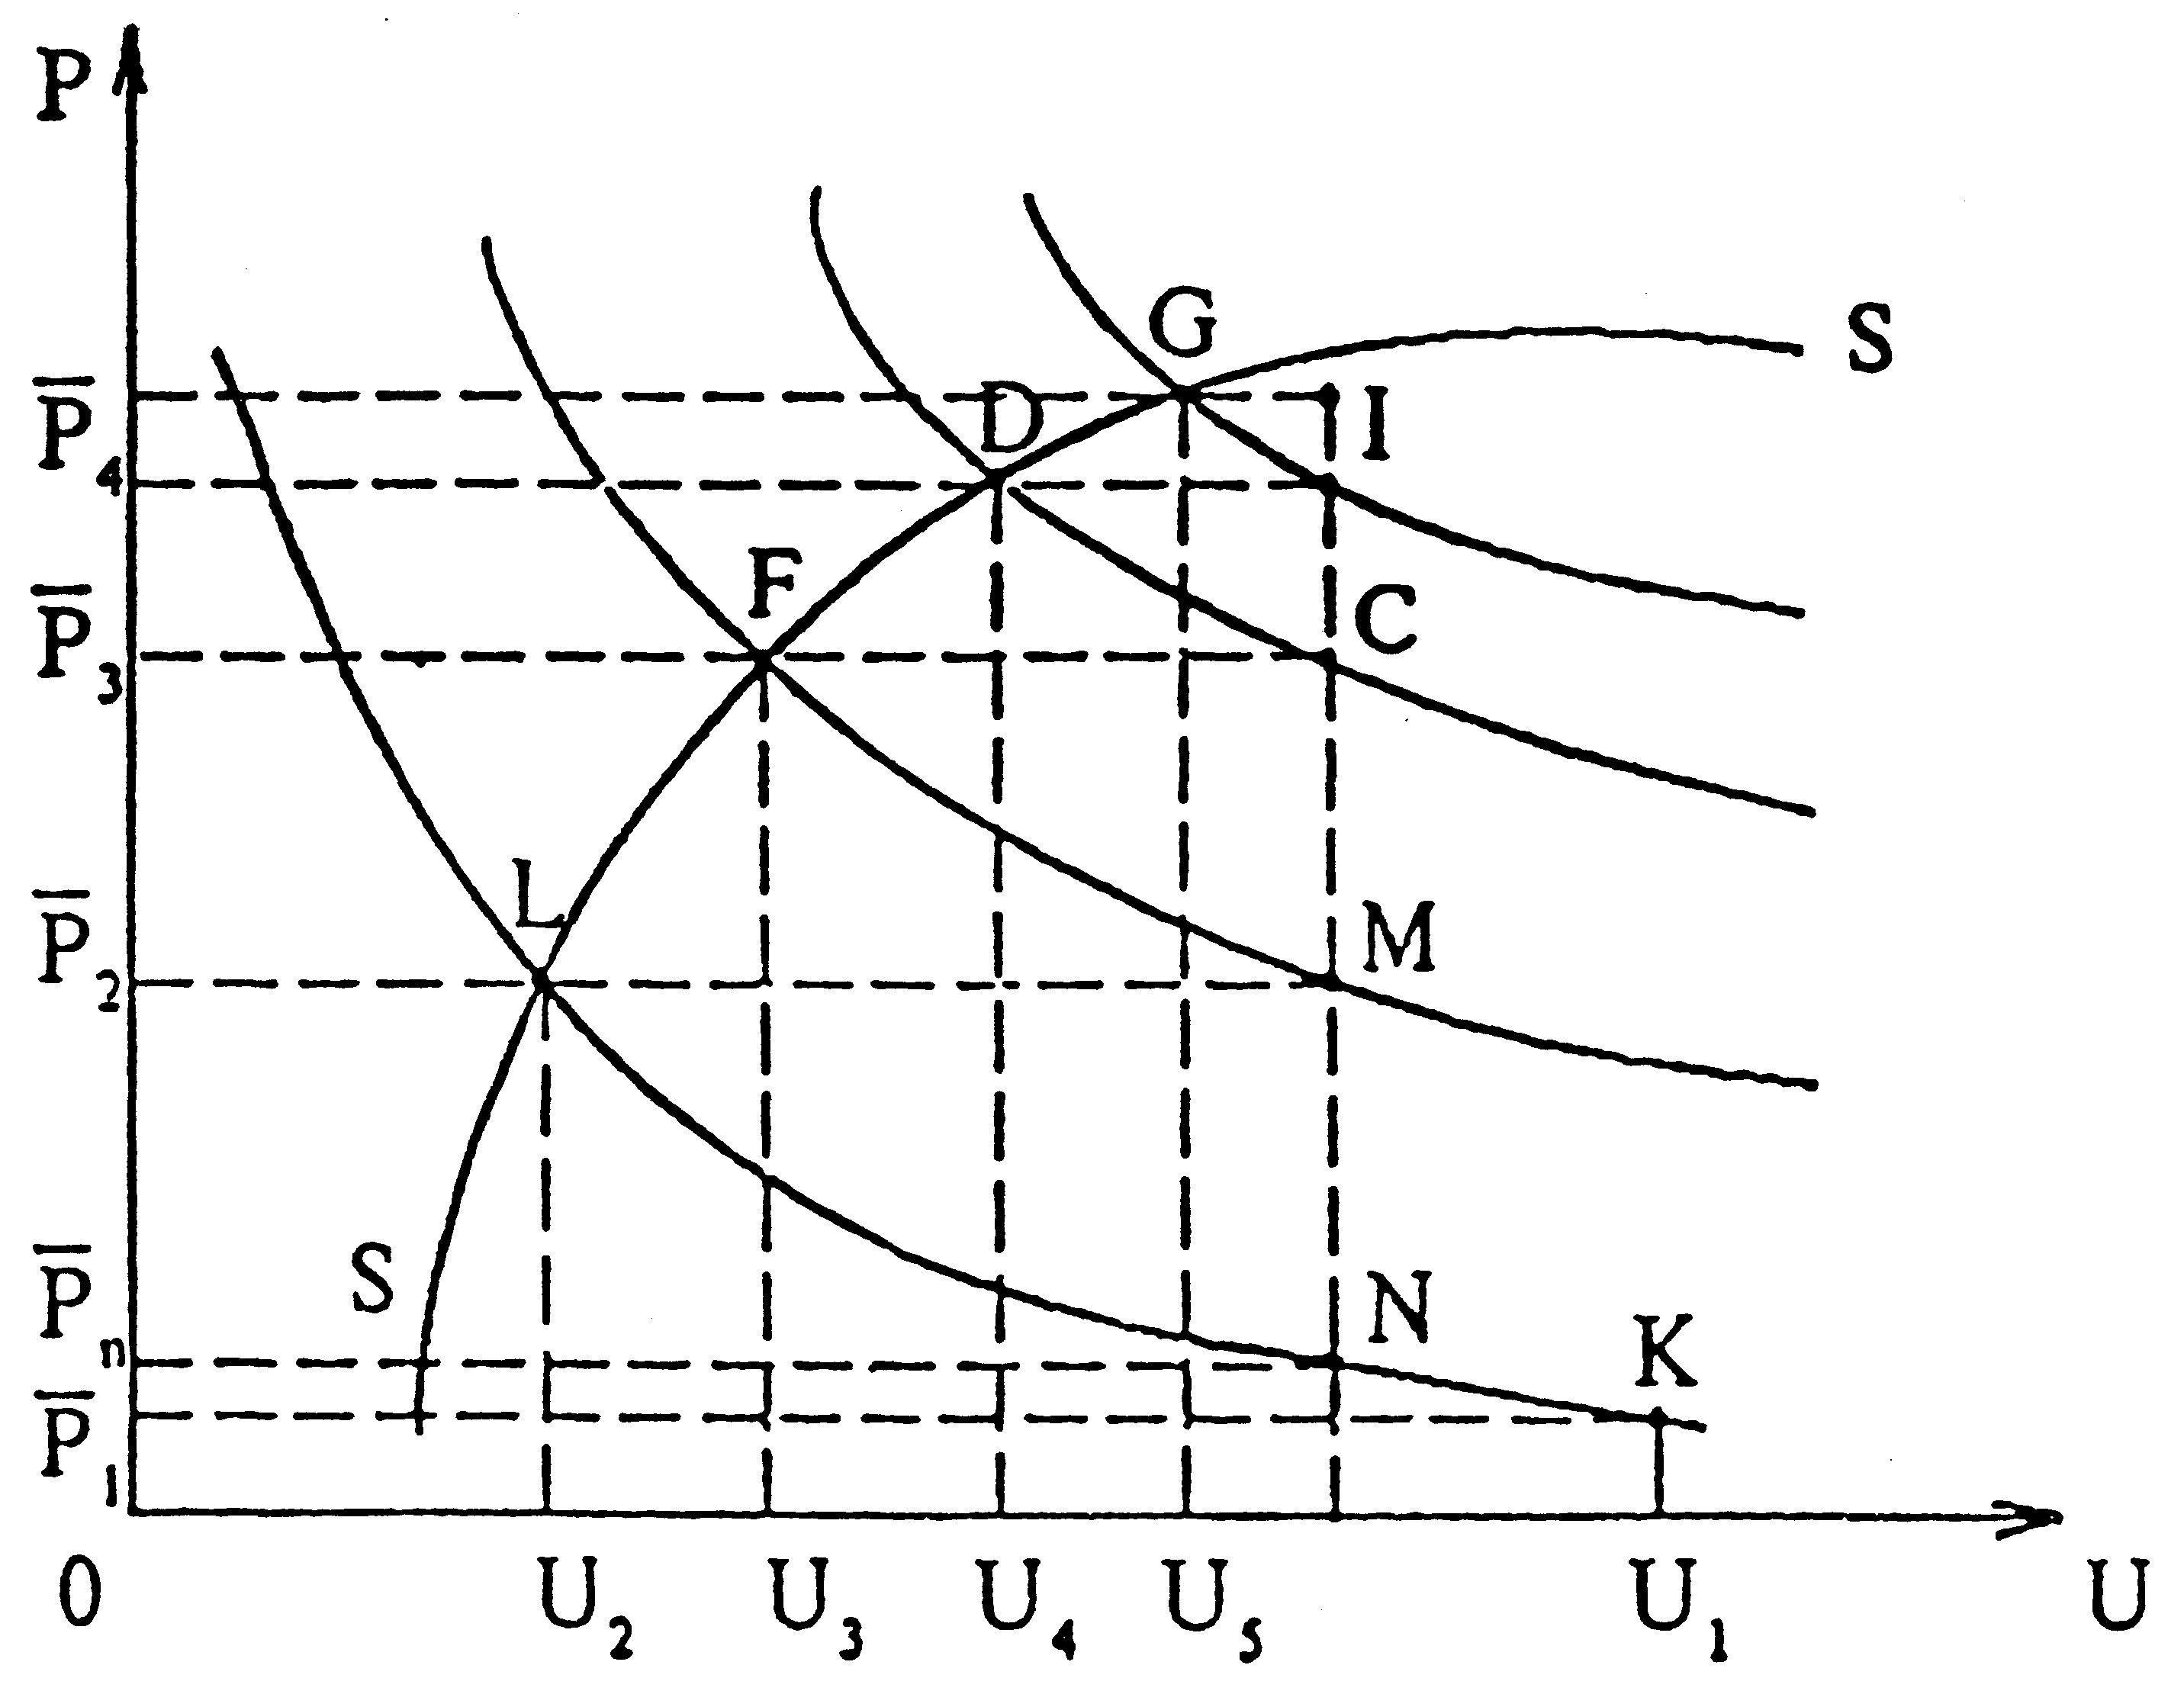 P
G
S
P̅
D
I
4
F
C
P̅
3
L
M
P̅
2
S
N
P̅
n
K
P̅
1
0 U₂ U₃ U₄ U₅ U₁ U